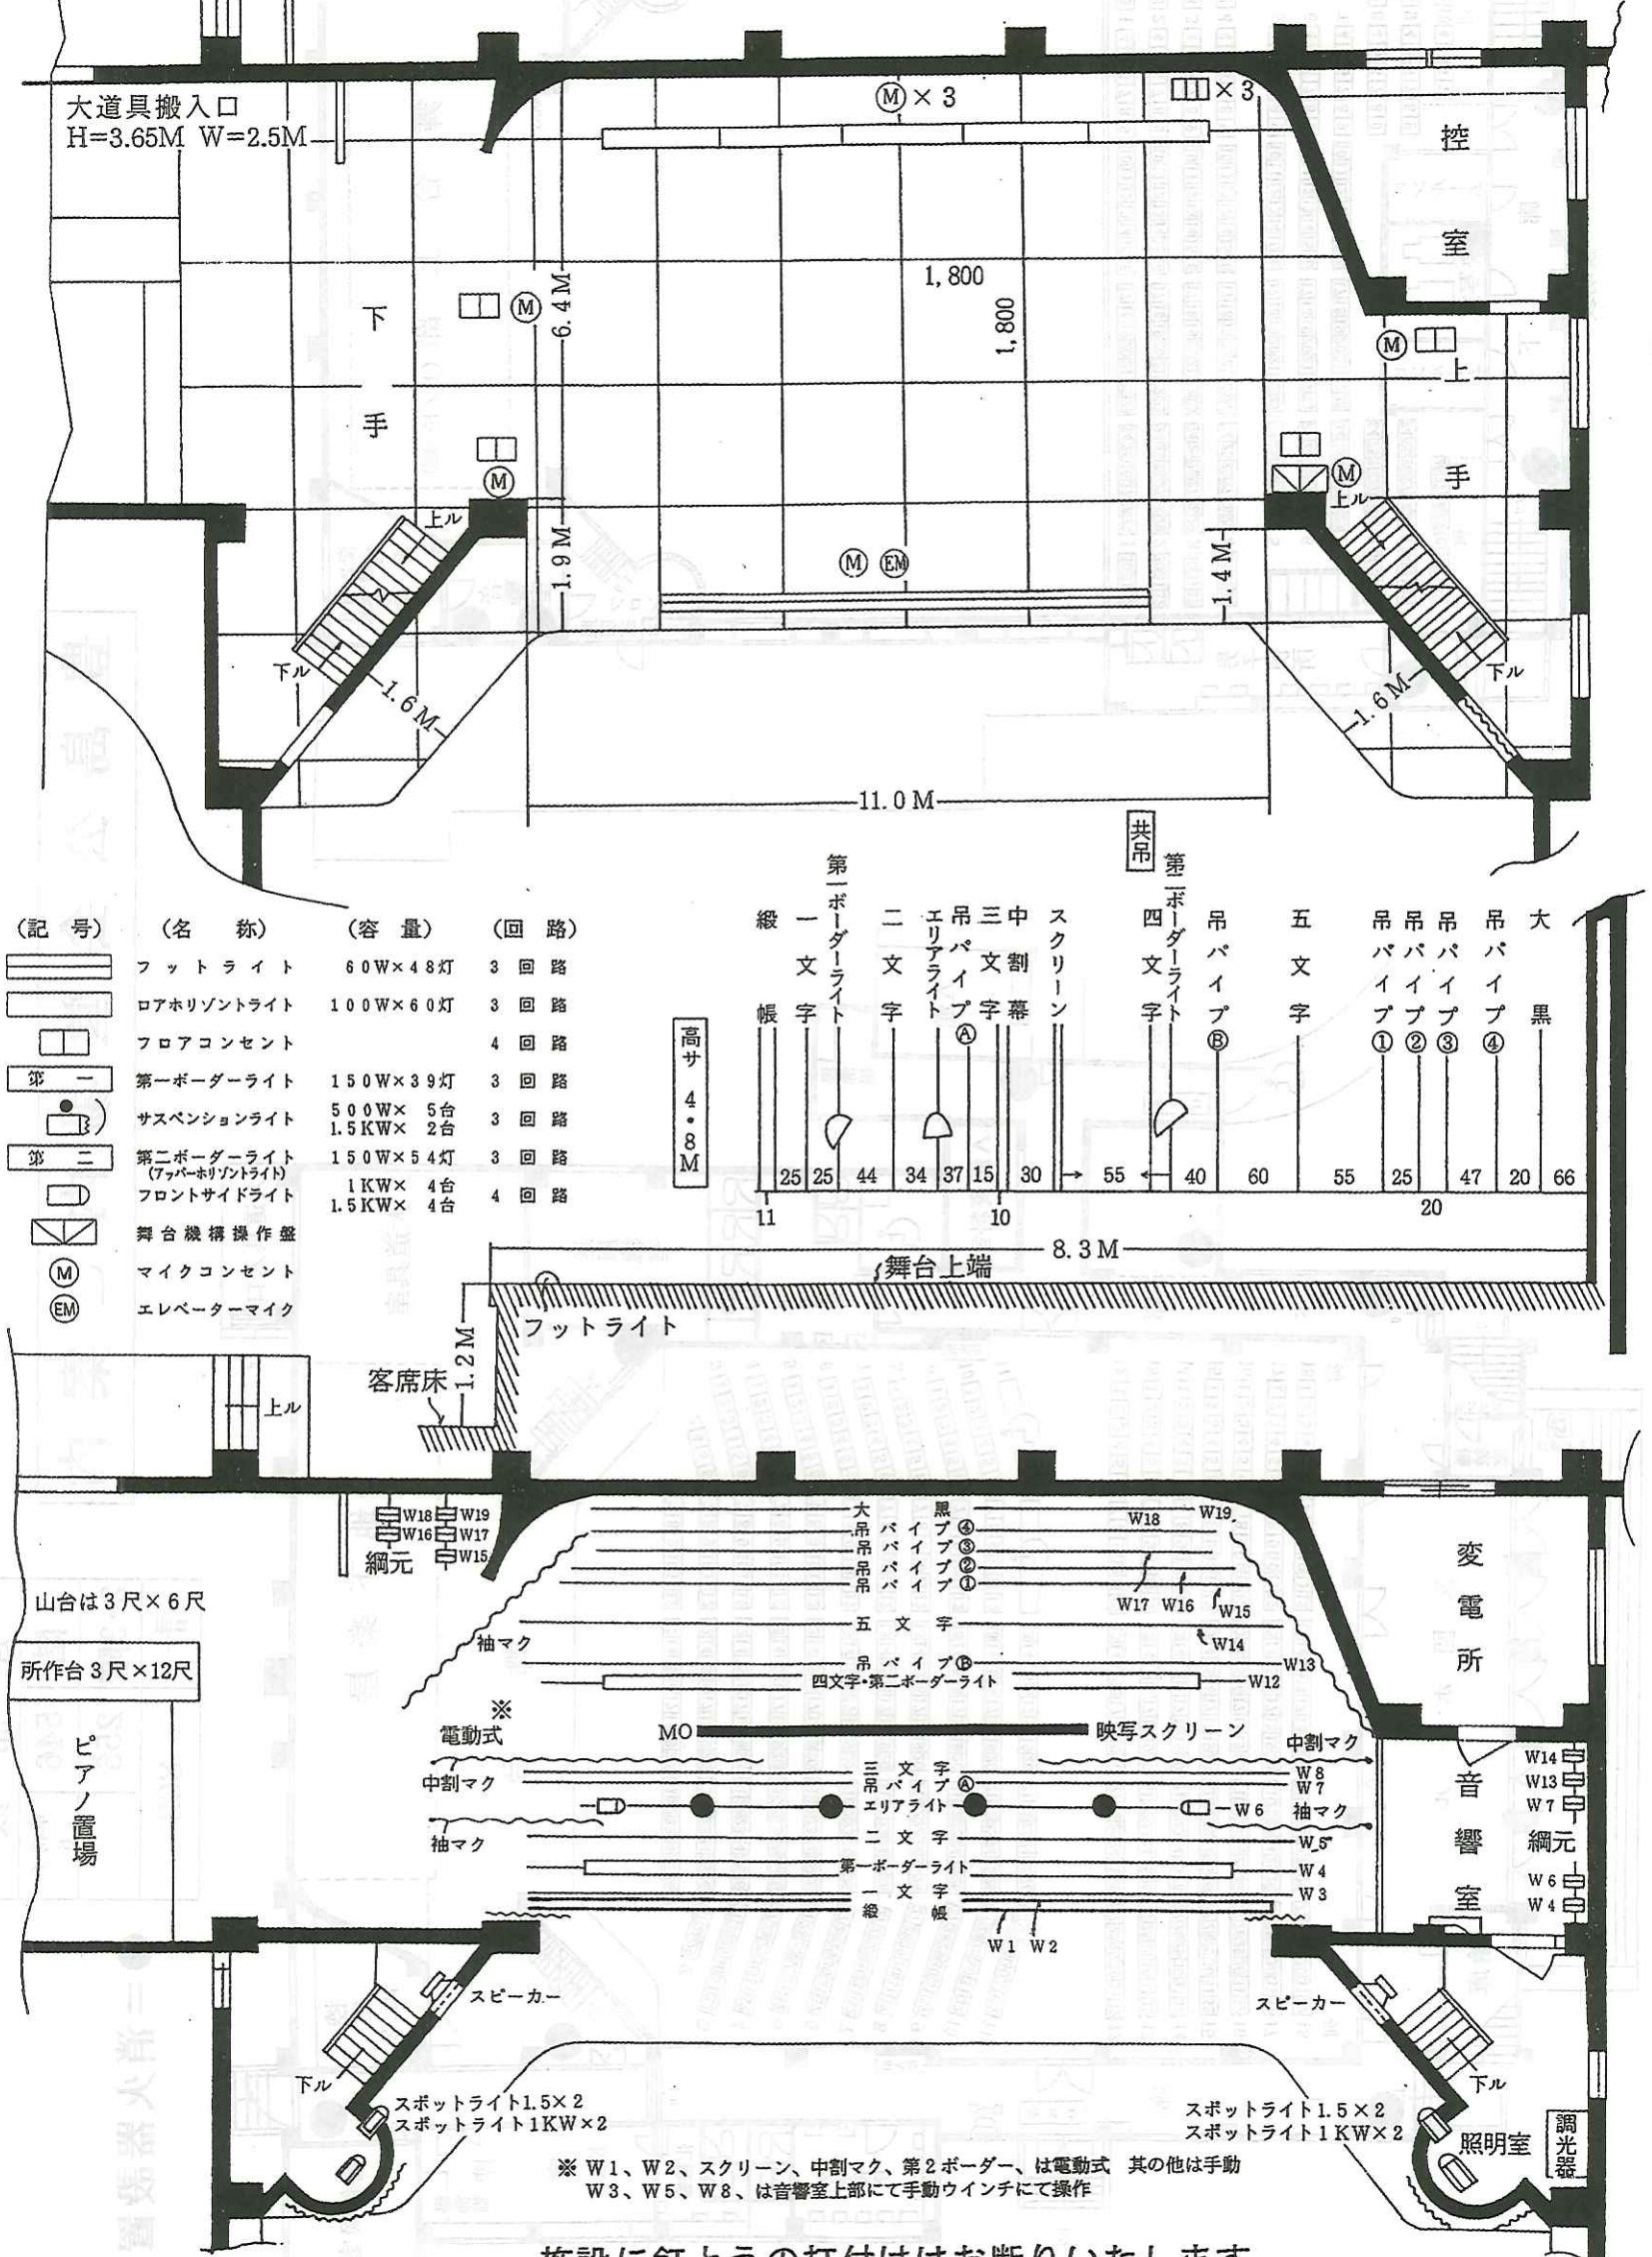 大道具搬入口
H=3.65M W=2.5M
Ⓜ×3
×3
控室
下手
Ⓜ
6.4M
1,800
1,800
Ⓜ
上手
Ⓜ
Ⓜ
上ル
上ル
1.9M
Ⓜ EM
1.4M
下ル
下ル
1.6M
1.6M
11.0M
共吊
(記号) (名称) (容量) (回路)
フットライト 60W×48灯 3回路
ロアホリゾントライト 100W×60灯 3回路
フロアコンセント 4回路
第一 第一ボーダーライト 150W×39灯 3回路
サスペンションライト 500W× 5台 3回路
1.5KW× 2台
第二 第二ボーダーライト 150W×54灯 3回路
(アッパーホリゾントライト)
フロントサイドライト 1KW× 4台 4回路
1.5KW× 4台
舞台機構操作盤
Ⓜ マイクコンセント
EM エレベーターマイク
緞帳
一文字
第一ボーダーライト
二文字
エリアライト
吊パイプⒶ
三文字
中割幕
スクリーン
四文字
第二ボーダーライト
吊パイプⒷ
五文字
吊パイプ①
吊パイプ②
吊パイプ③
吊パイプ④
大黒
高サ 4・8M
25 25 44 34 37 15 30 55 40 60 55 25 47 20 66
11 10 20
8.3M
舞台上端
フットライト
1.2M
客席床
上ル
W18 W19
W16 W17
W15
綱元
大黒 W19
吊パイプ④ W18
吊パイプ③
吊パイプ②
吊パイプ①
W17 W16 W15
五文字
W14
袖マク
吊パイプⒷ W13
四文字・第二ボーダーライト W12
変電所
山台は3尺×6尺
所作台3尺×12尺
ピアノ置場
※
電動式
MO 映写スクリーン
中割マク
中割マク
三文字 W8
吊パイプⒶ W7
エリアライト W6
袖マク
袖マク
二文字 W5
第一ボーダーライト W4
一文字 W3
緞帳
W1 W2
音響室
W14
W13
W7
綱元
W6
W4
スピーカー
スピーカー
下ル
下ル
スポットライト1.5×2
スポットライト1KW×2
スポットライト1.5×2
スポットライト1KW×2
照明室
調光器
※ W1、W2、スクリーン、中割マク、第2ボーダー、は電動式 其の他は手動
W3、W5、W8、は音響室上部にて手動ウインチにて操作
施設に釘とうの打付けはお断りいたします